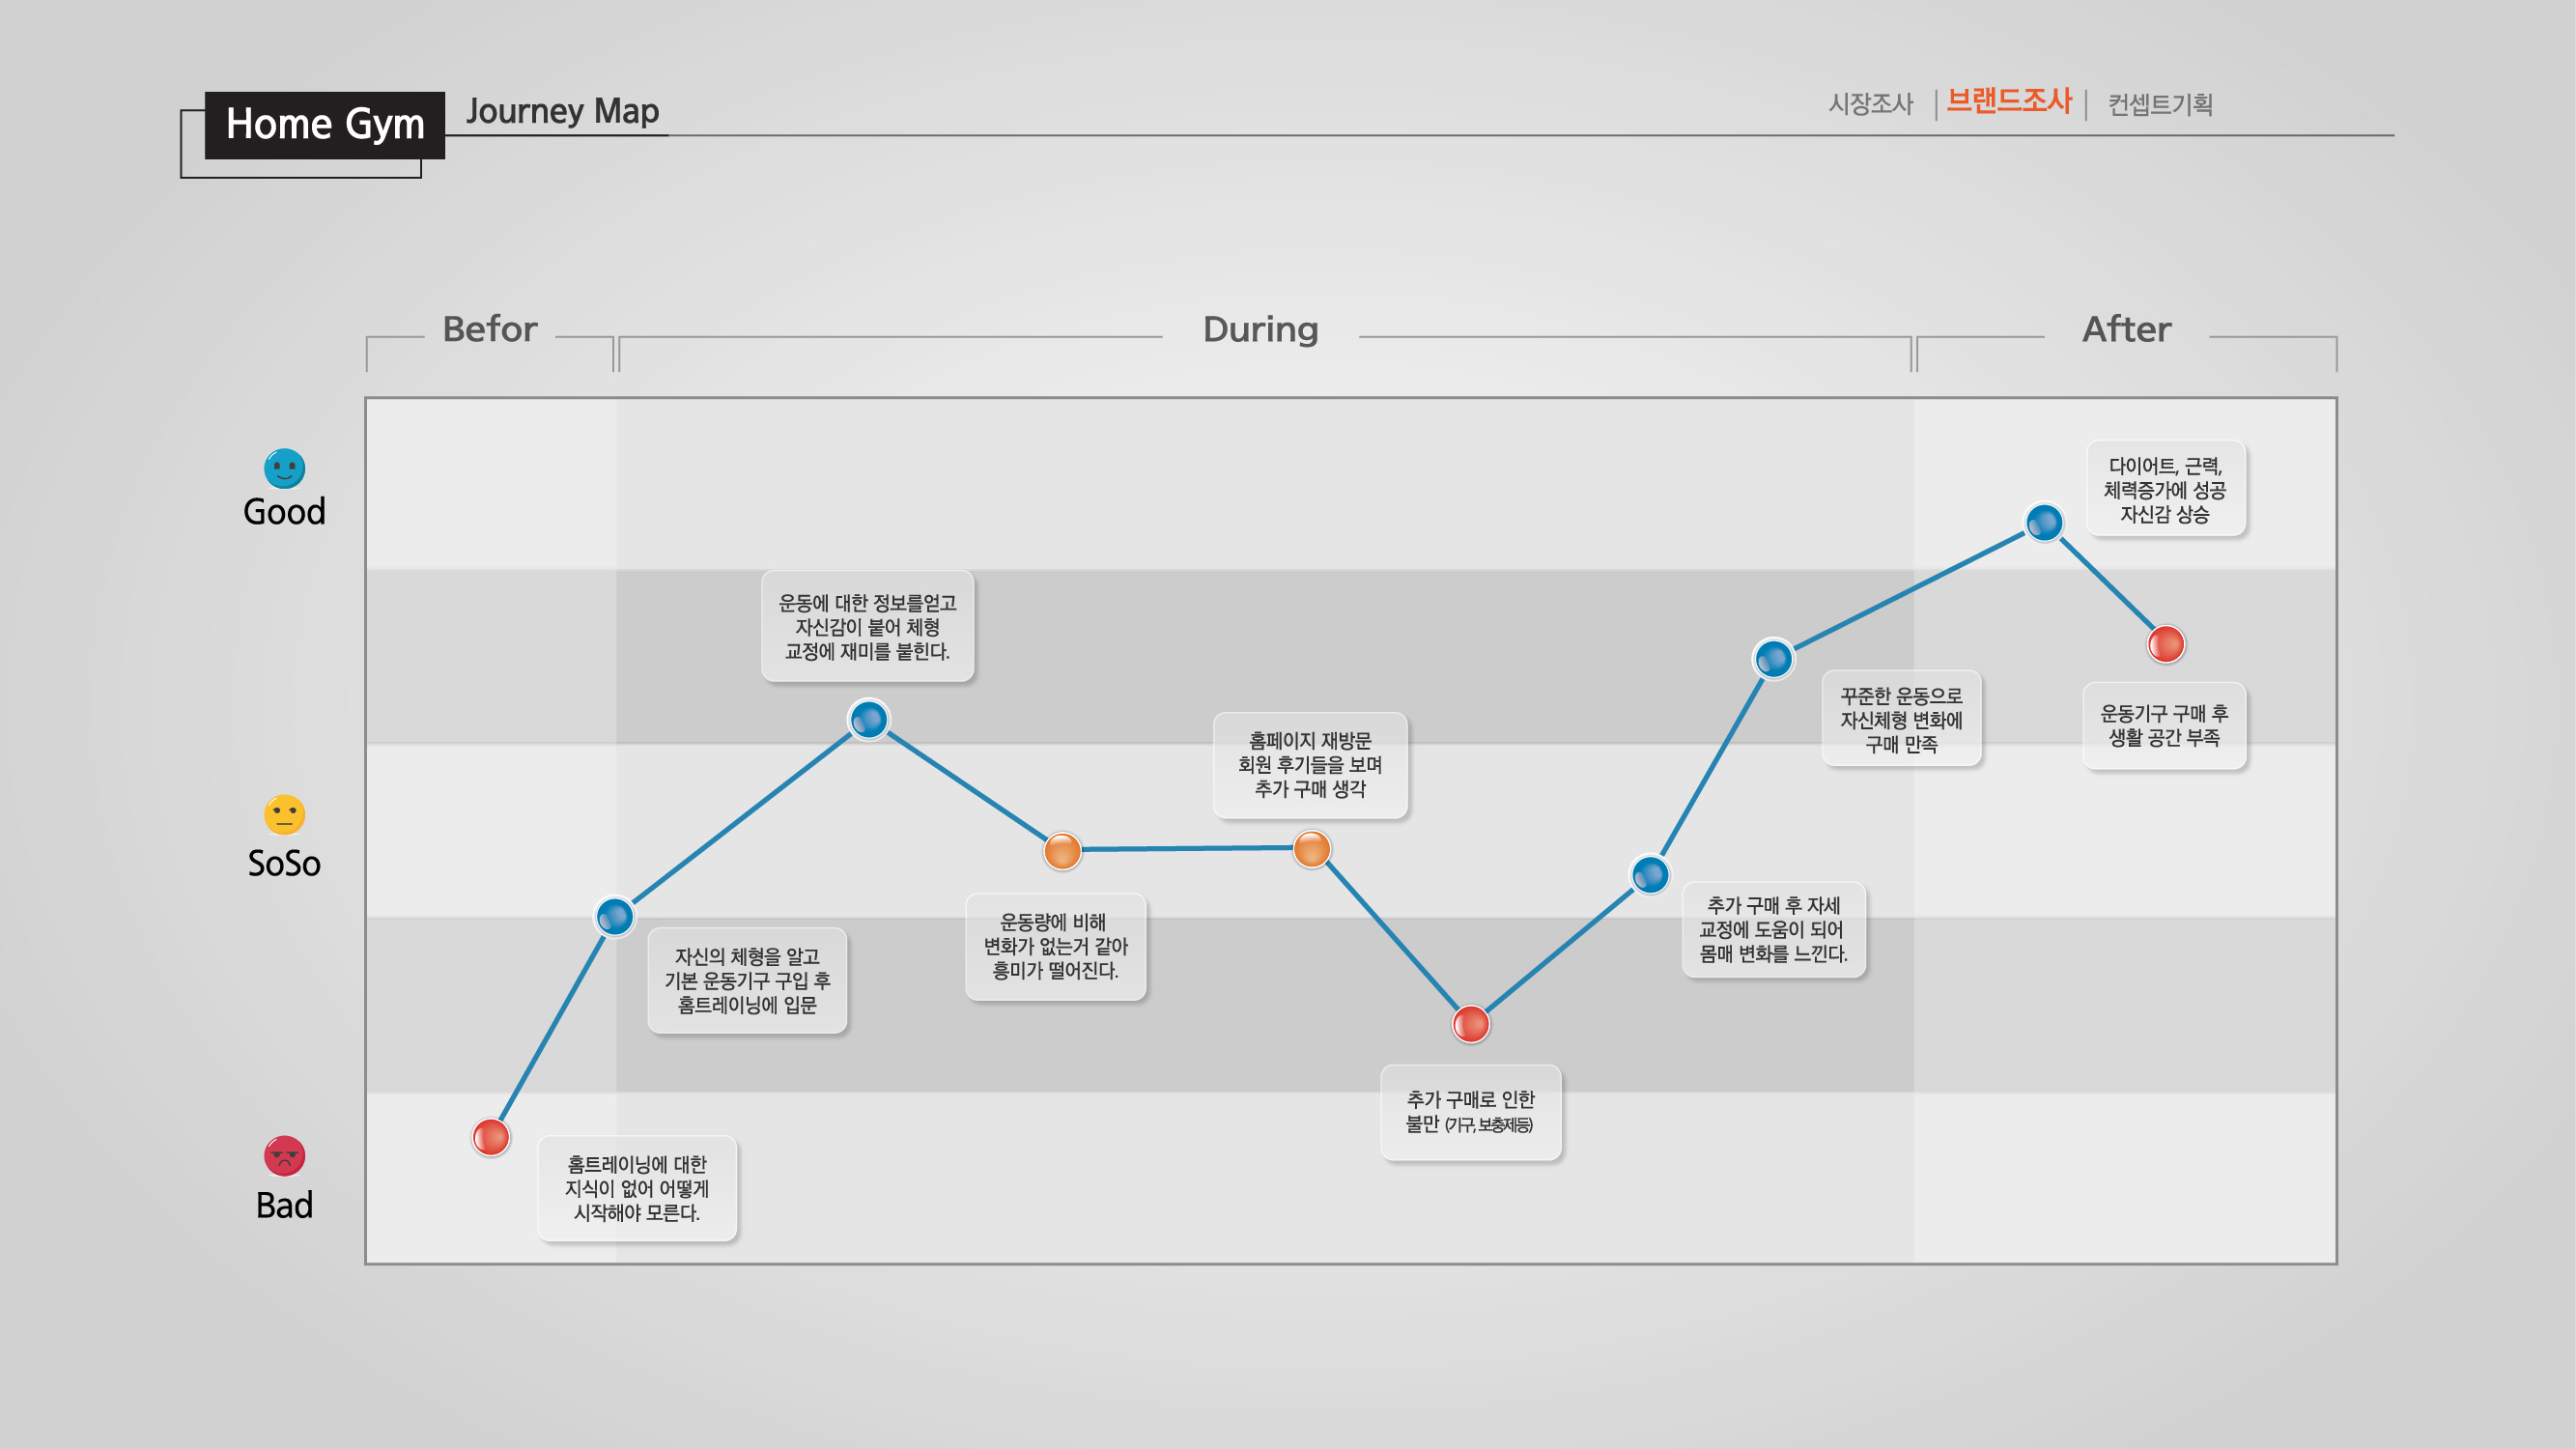 Home Gym
Journey Map
시장조사
브랜드조사
컨셉트기획
Befor
During
After
Good
SoSo
Bad
홈트레이닝에 대한
지식이 없어 어떻게
시작해야 모른다.
자신의 체형을 알고
기본 운동기구 구입 후
홈트레이닝에 입문
운동에 대한 정보를얻고
자신감이 붙어 체형
교정에 재미를 붙힌다.
운동량에 비해
변화가 없는거 같아
흥미가 떨어진다.
홈페이지 재방문
회원 후기들을 보며
추가 구매 생각
추가 구매로 인한
불만 (기구, 보충제등)
추가 구매 후 자세
교정에 도움이 되어
몸매 변화를 느낀다.
꾸준한 운동으로
자신체형 변화에
구매 만족
다이어트, 근력,
체력증가에 성공
자신감 상승
운동기구 구매 후
생활 공간 부족